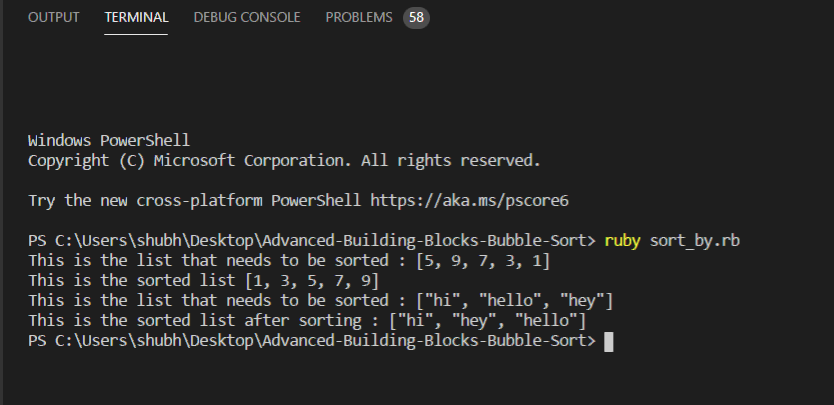 OUTPUT TERMINAL DEBUG CONSOLE PROBLEMS 58
Windows PowerShell
Copyright (C) Microsoft Corporation. All rights reserved.
Try the new cross-platform PowerShell https://aka.ms/pscore6
PS C:\Users\shubh\Desktop\Advanced-Building-Blocks-Bubble-Sort> ruby sort_by.rb
This is the list that needs to be sorted : [5, 9, 7, 3, 1]
This is the sorted list [1, 3, 5, 7, 9]
This is the list that needs to be sorted : ["hi", "hello", "hey"]
This is the sorted list after sorting : ["hi", "hey", "hello"]
PS C:\Users\shubh\Desktop\Advanced-Building-Blocks-Bubble-Sort>